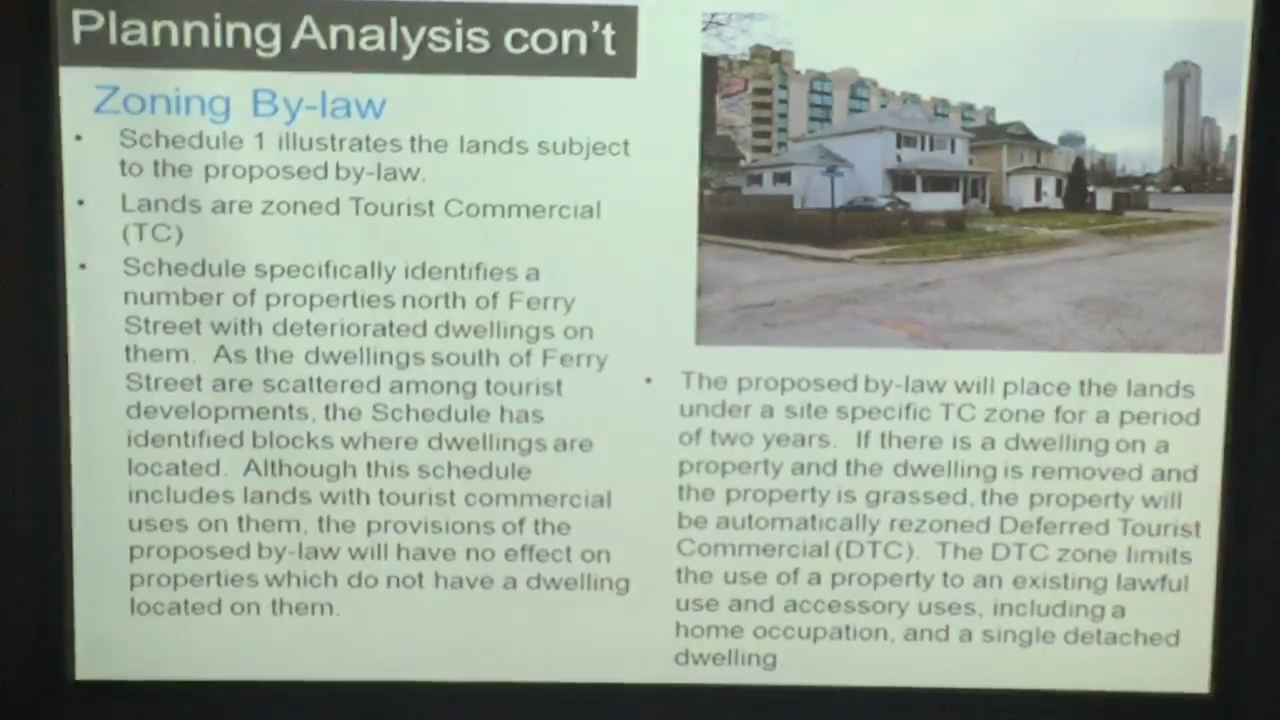 Planning Analysis con't
Zoning By-law
• Schedule 1 illustrates the lands subject
to the proposed by-law.
• Lands are zoned Tourist Commercial
(TC)
• Schedule specifically identifies a
number of properties north of Ferry
Street with deteriorated dwellings on
them. As the dwellings south of Ferry
Street are scattered among tourist
developments, the Schedule has
identified blocks where dwellings are
located. Although this schedule
includes lands with tourist commercial
uses on them, the provisions of the
proposed by-law will have no effect on
properties which do not have a dwelling
located on them.
• The proposed by-law will place the lands
under a site specific TC zone for a period
of two years. If there is a dwelling on a
property and the dwelling is removed and
the property is grassed, the property will
be automatically rezoned Deferred Tourist
Commercial (DTC). The DTC zone limits
the use of a property to an existing lawful
use and accessory uses, including a
home occupation, and a single detached
dwelling